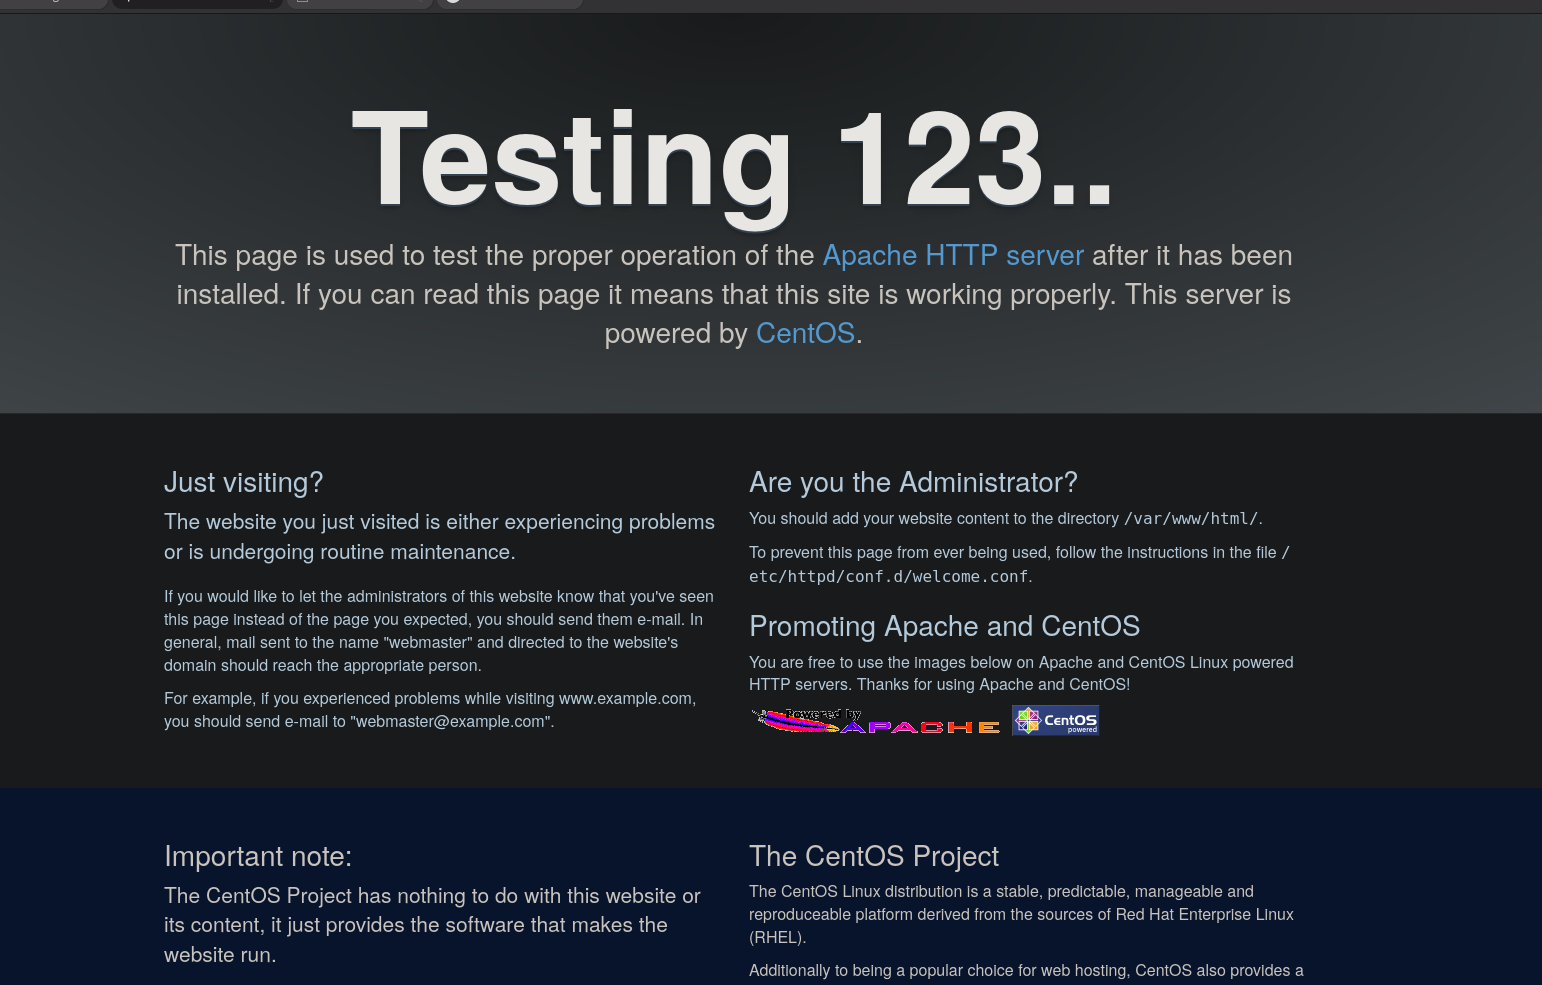 Testing 123..
This page is used to test the proper operation of the Apache HTTP server after it has been
installed. If you can read this page it means that this site is working properly. This server is
powered by CentOS.
Just visiting?
The website you just visited is either experiencing problems
or is undergoing routine maintenance.
If you would like to let the administrators of this website know that you've seen
this page instead of the page you expected, you should send them e-mail. In
general, mail sent to the name "webmaster" and directed to the website's
domain should reach the appropriate person.
For example, if you experienced problems while visiting www.example.com,
you should send e-mail to "webmaster@example.com".
Are you the Administrator?
You should add your website content to the directory /var/www/html/.
To prevent this page from ever being used, follow the instructions in the file /
etc/httpd/conf.d/welcome.conf.
Promoting Apache and CentOS
You are free to use the images below on Apache and CentOS Linux powered
HTTP servers. Thanks for using Apache and CentOS!
Powered by
APACHE
CentOS
powered
Important note:
The CentOS Project has nothing to do with this website or
its content, it just provides the software that makes the
website run.
The CentOS Project
The CentOS Linux distribution is a stable, predictable, manageable and
reproduceable platform derived from the sources of Red Hat Enterprise Linux
(RHEL).
Additionally to being a popular choice for web hosting, CentOS also provides a